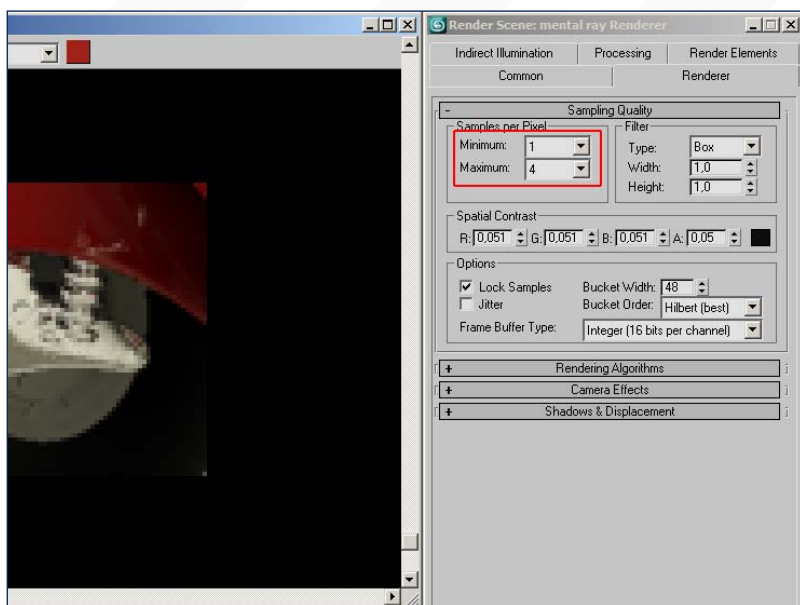 Render Scene: mental ray Renderer
Indirect Illumination Processing Render Elements
Common Renderer
- Sampling Quality
Samples per Pixel Filter
Minimum: 1 Type: Box
Maximum: 4 Width: 1,0
Height: 1,0
Spatial Contrast
R: 0,051 G: 0,051 B: 0,051 A: 0,05
Options
Lock Samples Bucket Width: 48
Jitter Bucket Order: Hilbert (best)
Frame Buffer Type: Integer (16 bits per channel)
+ Rendering Algorithms
+ Camera Effects
+ Shadows & Displacement